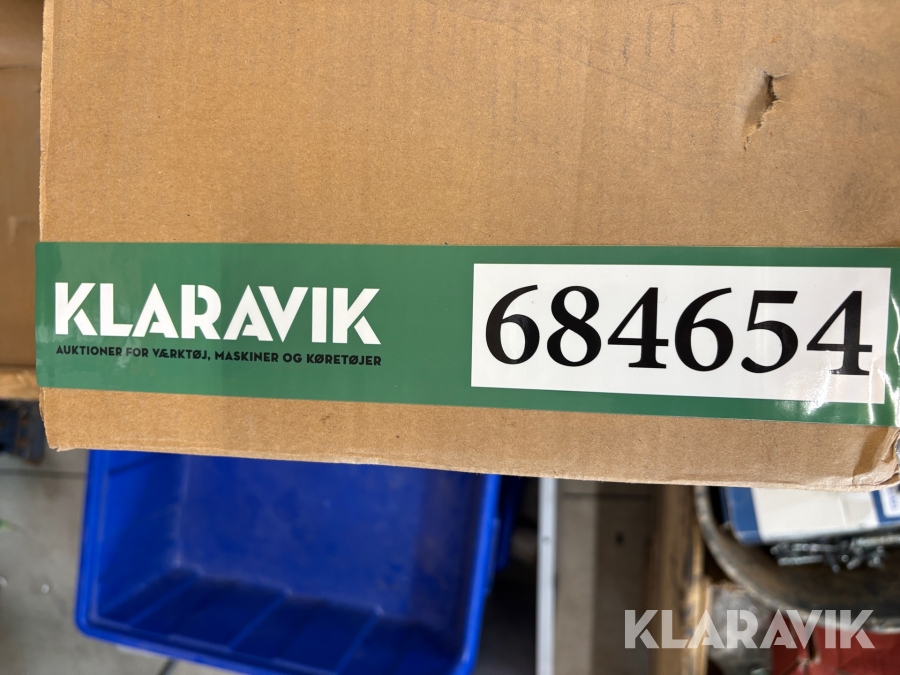 KLARAVIK
AUKTIONER FOR VÆRKTØJ, MASKINER OG KØRETØJER
684654
KLARAVIK